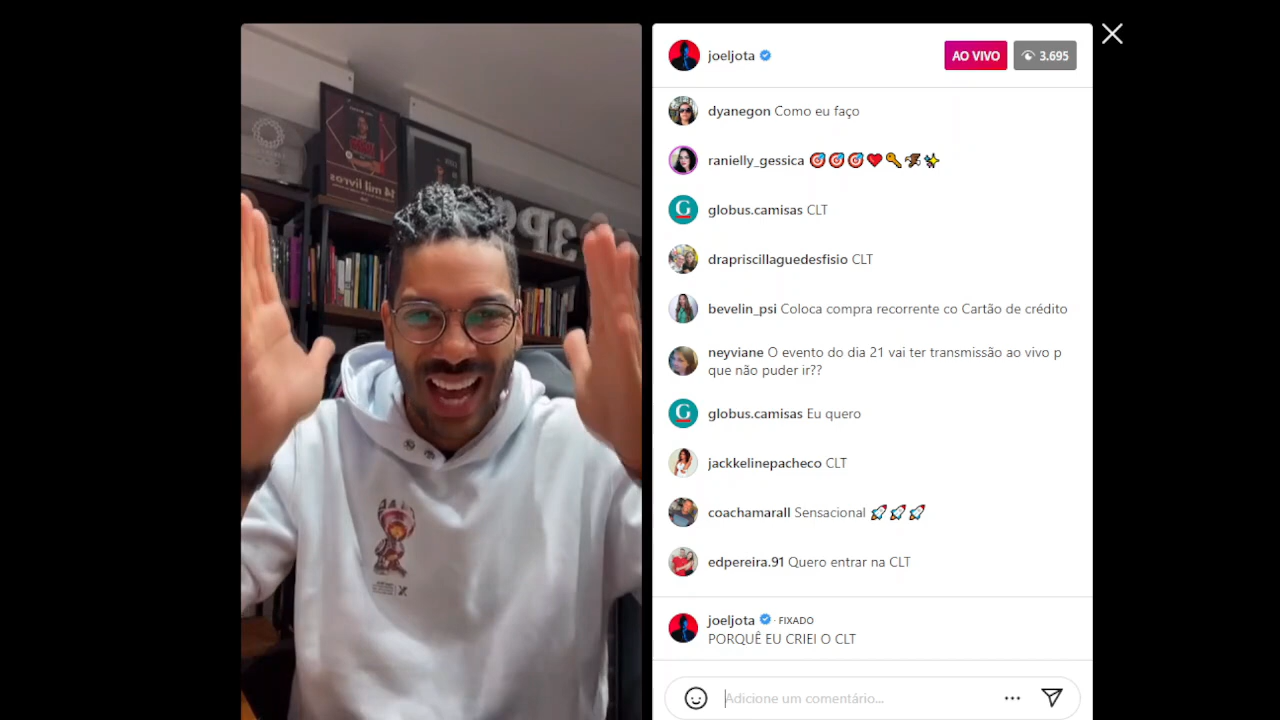 joeljota
AO VIVO
3.695
dyanegon Como eu faço
ranielly_gessica 🎯🎯🎯❤️🔑🐎✨
globus.camisas CLT
drapriscillaguedesfisio CLT
bevelin_psi Coloca compra recorrente co Cartão de crédito
neyviane O evento do dia 21 vai ter transmissão ao vivo p
que não puder ir??
globus.camisas Eu quero
jackkelinepacheco CLT
coachamarall Sensacional 🚀🚀🚀
edpereira.91 Quero entrar na CLT
joeljota · FIXADO
PORQUÊ EU CRIEI O CLT
Adicione um comentário...
14 mil livros
3P
G
G